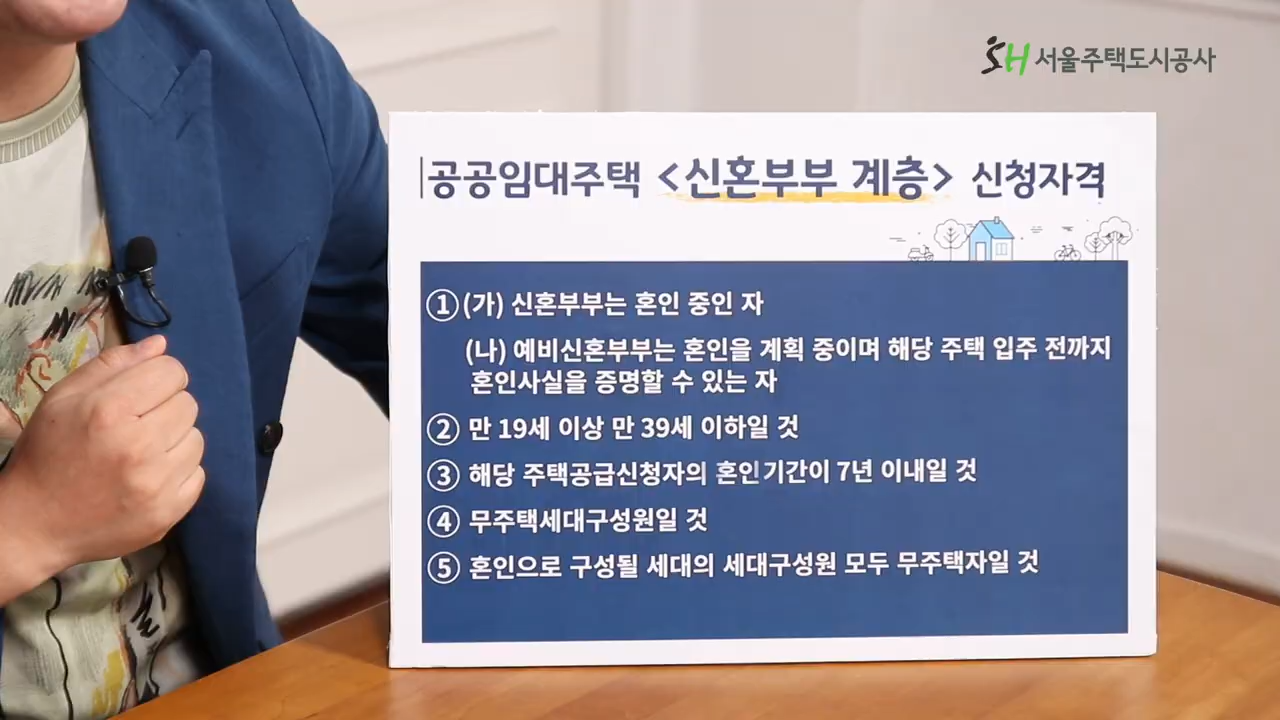 SH 서울주택도시공사
공공임대주택 <신혼부부 계층> 신청자격
①(가) 신혼부부는 혼인 중인 자
(나) 예비신혼부부는 혼인을 계획 중이며 해당 주택 입주 전까지
혼인사실을 증명할 수 있는 자
② 만 19세 이상 만 39세 이하일 것
③ 해당 주택공급신청자의 혼인기간이 7년 이내일 것
④ 무주택세대구성원일 것
⑤ 혼인으로 구성될 세대의 세대구성원 모두 무주택자일 것